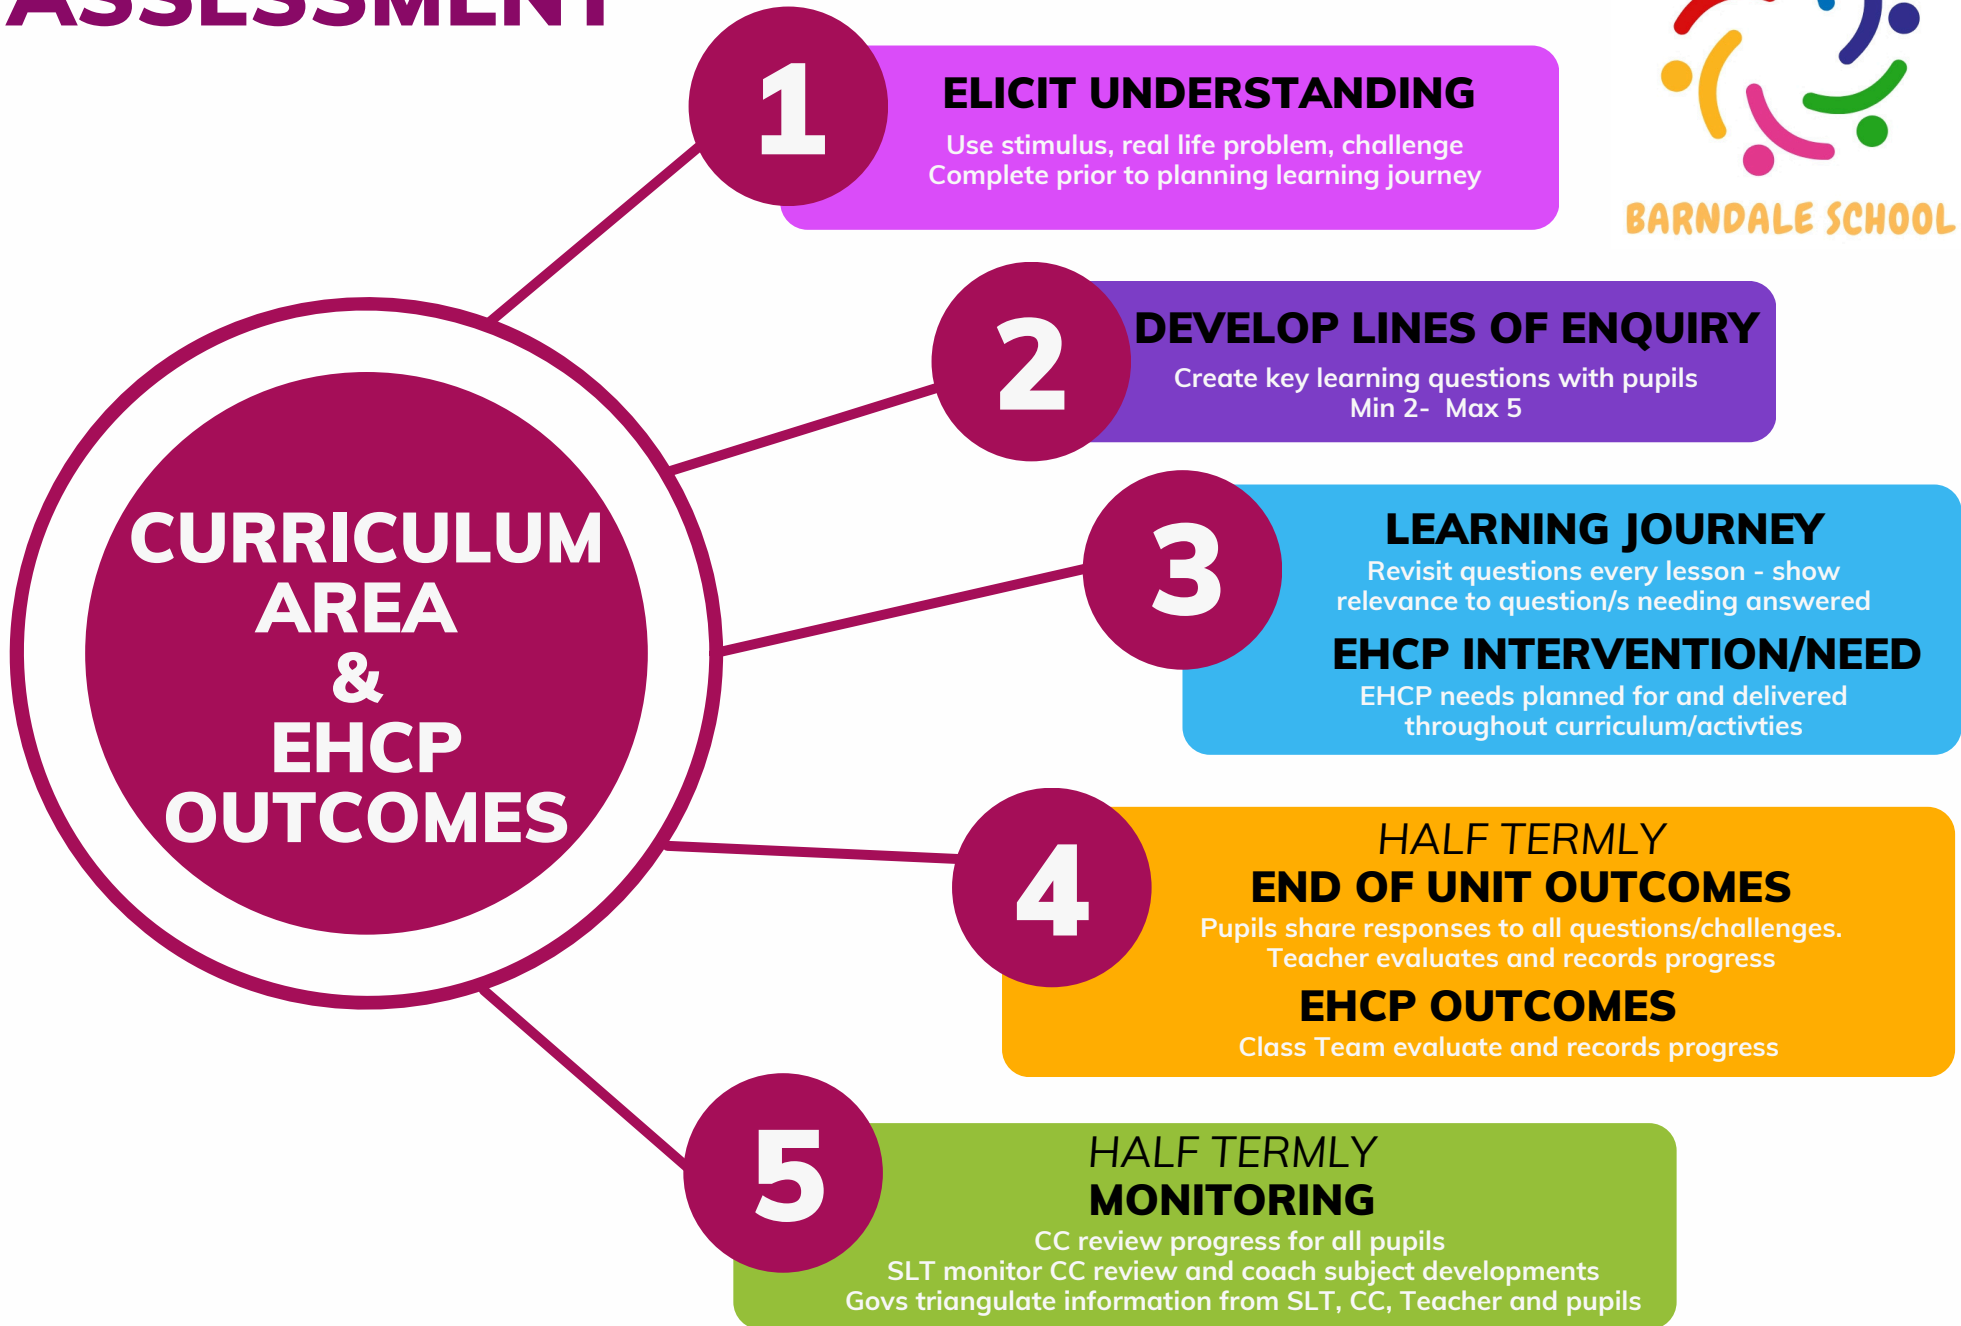 ASSESSMENT
BARNDALE SCHOOL
CURRICULUM
AREA
&
EHCP
OUTCOMES
1
ELICIT UNDERSTANDING
Use stimulus, real life problem, challenge
Complete prior to planning learning journey
2
DEVELOP LINES OF ENQUIRY
Create key learning questions with pupils
Min 2- Max 5
3
LEARNING JOURNEY
Revisit questions every lesson - show
relevance to question/s needing answered
EHCP INTERVENTION/NEED
EHCP needs planned for and delivered
throughout curriculum/activties
4
HALF TERMLY
END OF UNIT OUTCOMES
Pupils share responses to all questions/challenges.
Teacher evaluates and records progress
EHCP OUTCOMES
Class Team evaluate and records progress
5
HALF TERMLY
MONITORING
CC review progress for all pupils
SLT monitor CC review and coach subject developments
Govs triangulate information from SLT, CC, Teacher and pupils